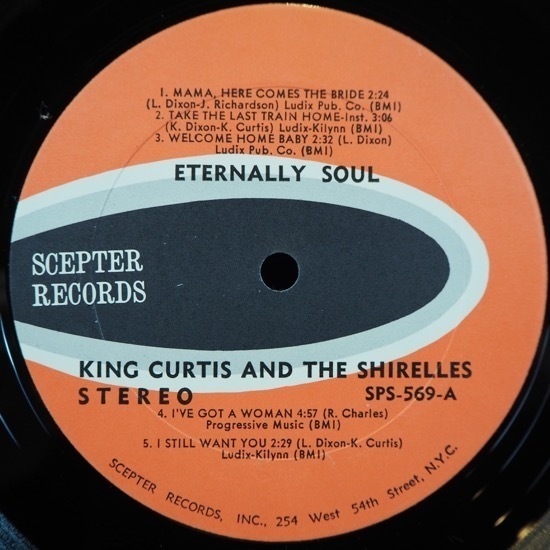 1. MAMA, HERE COMES THE BRIDE 2:24
(L. Dixon-J. Richardson) Ludix Pub. Co. (BMI)
2. TAKE THE LAST TRAIN HOME-Inst. 3:06
(K. Dixon-K. Curtis) Ludix-Kilynn (BMI)
3. WELCOME HOME BABY 2:32 (L. Dixon)
Ludix Pub. Co. (BMI)
ETERNALLY SOUL
SCEPTER
RECORDS
KING CURTIS AND THE SHIRELLES
STEREO SPS-569-A
4. I'VE GOT A WOMAN 4:57 (R. Charles)
Progressive Music (BMI)
5. I STILL WANT YOU 2:29 (L. Dixon-K. Curtis)
Ludix-Kilynn (BMI)
SCEPTER RECORDS, INC., 254 West 54th Street, N.Y.C.